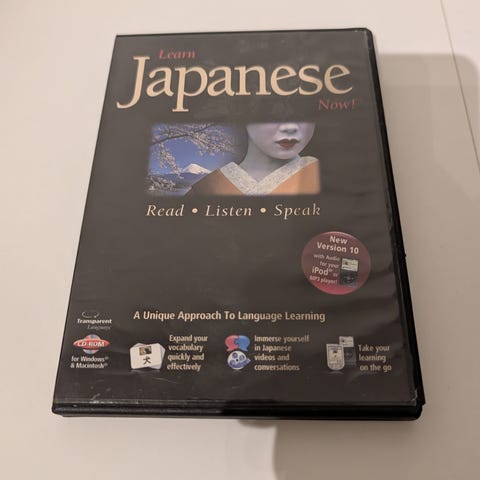 Learn
Japanese
Now!
Read • Listen • Speak
New
Version 10
with Audio
for your
iPod® or
MP3 player!
A Unique Approach To Language Learning
Transparent
Language®
CD-ROM
for Windows®
& Macintosh®
Expand your
vocabulary
quickly and
effectively
犬
Immerse yourself
in Japanese
videos and
conversations
Take your
learning
on the go